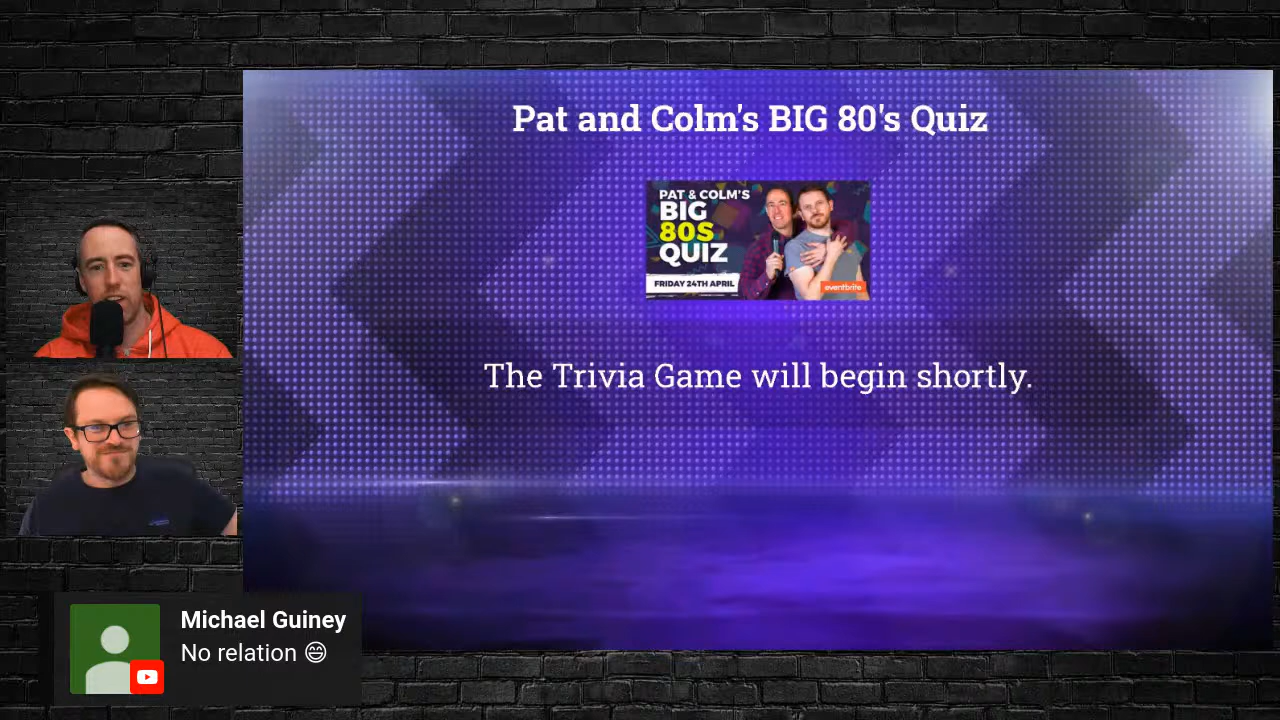 Pat and Colm's BIG 80's Quiz
PAT & COLM'S
BIG
80S
QUIZ
FRIDAY 24TH APRIL
eventbrite
The Trivia Game will begin shortly.
Michael Guiney
No relation 😄